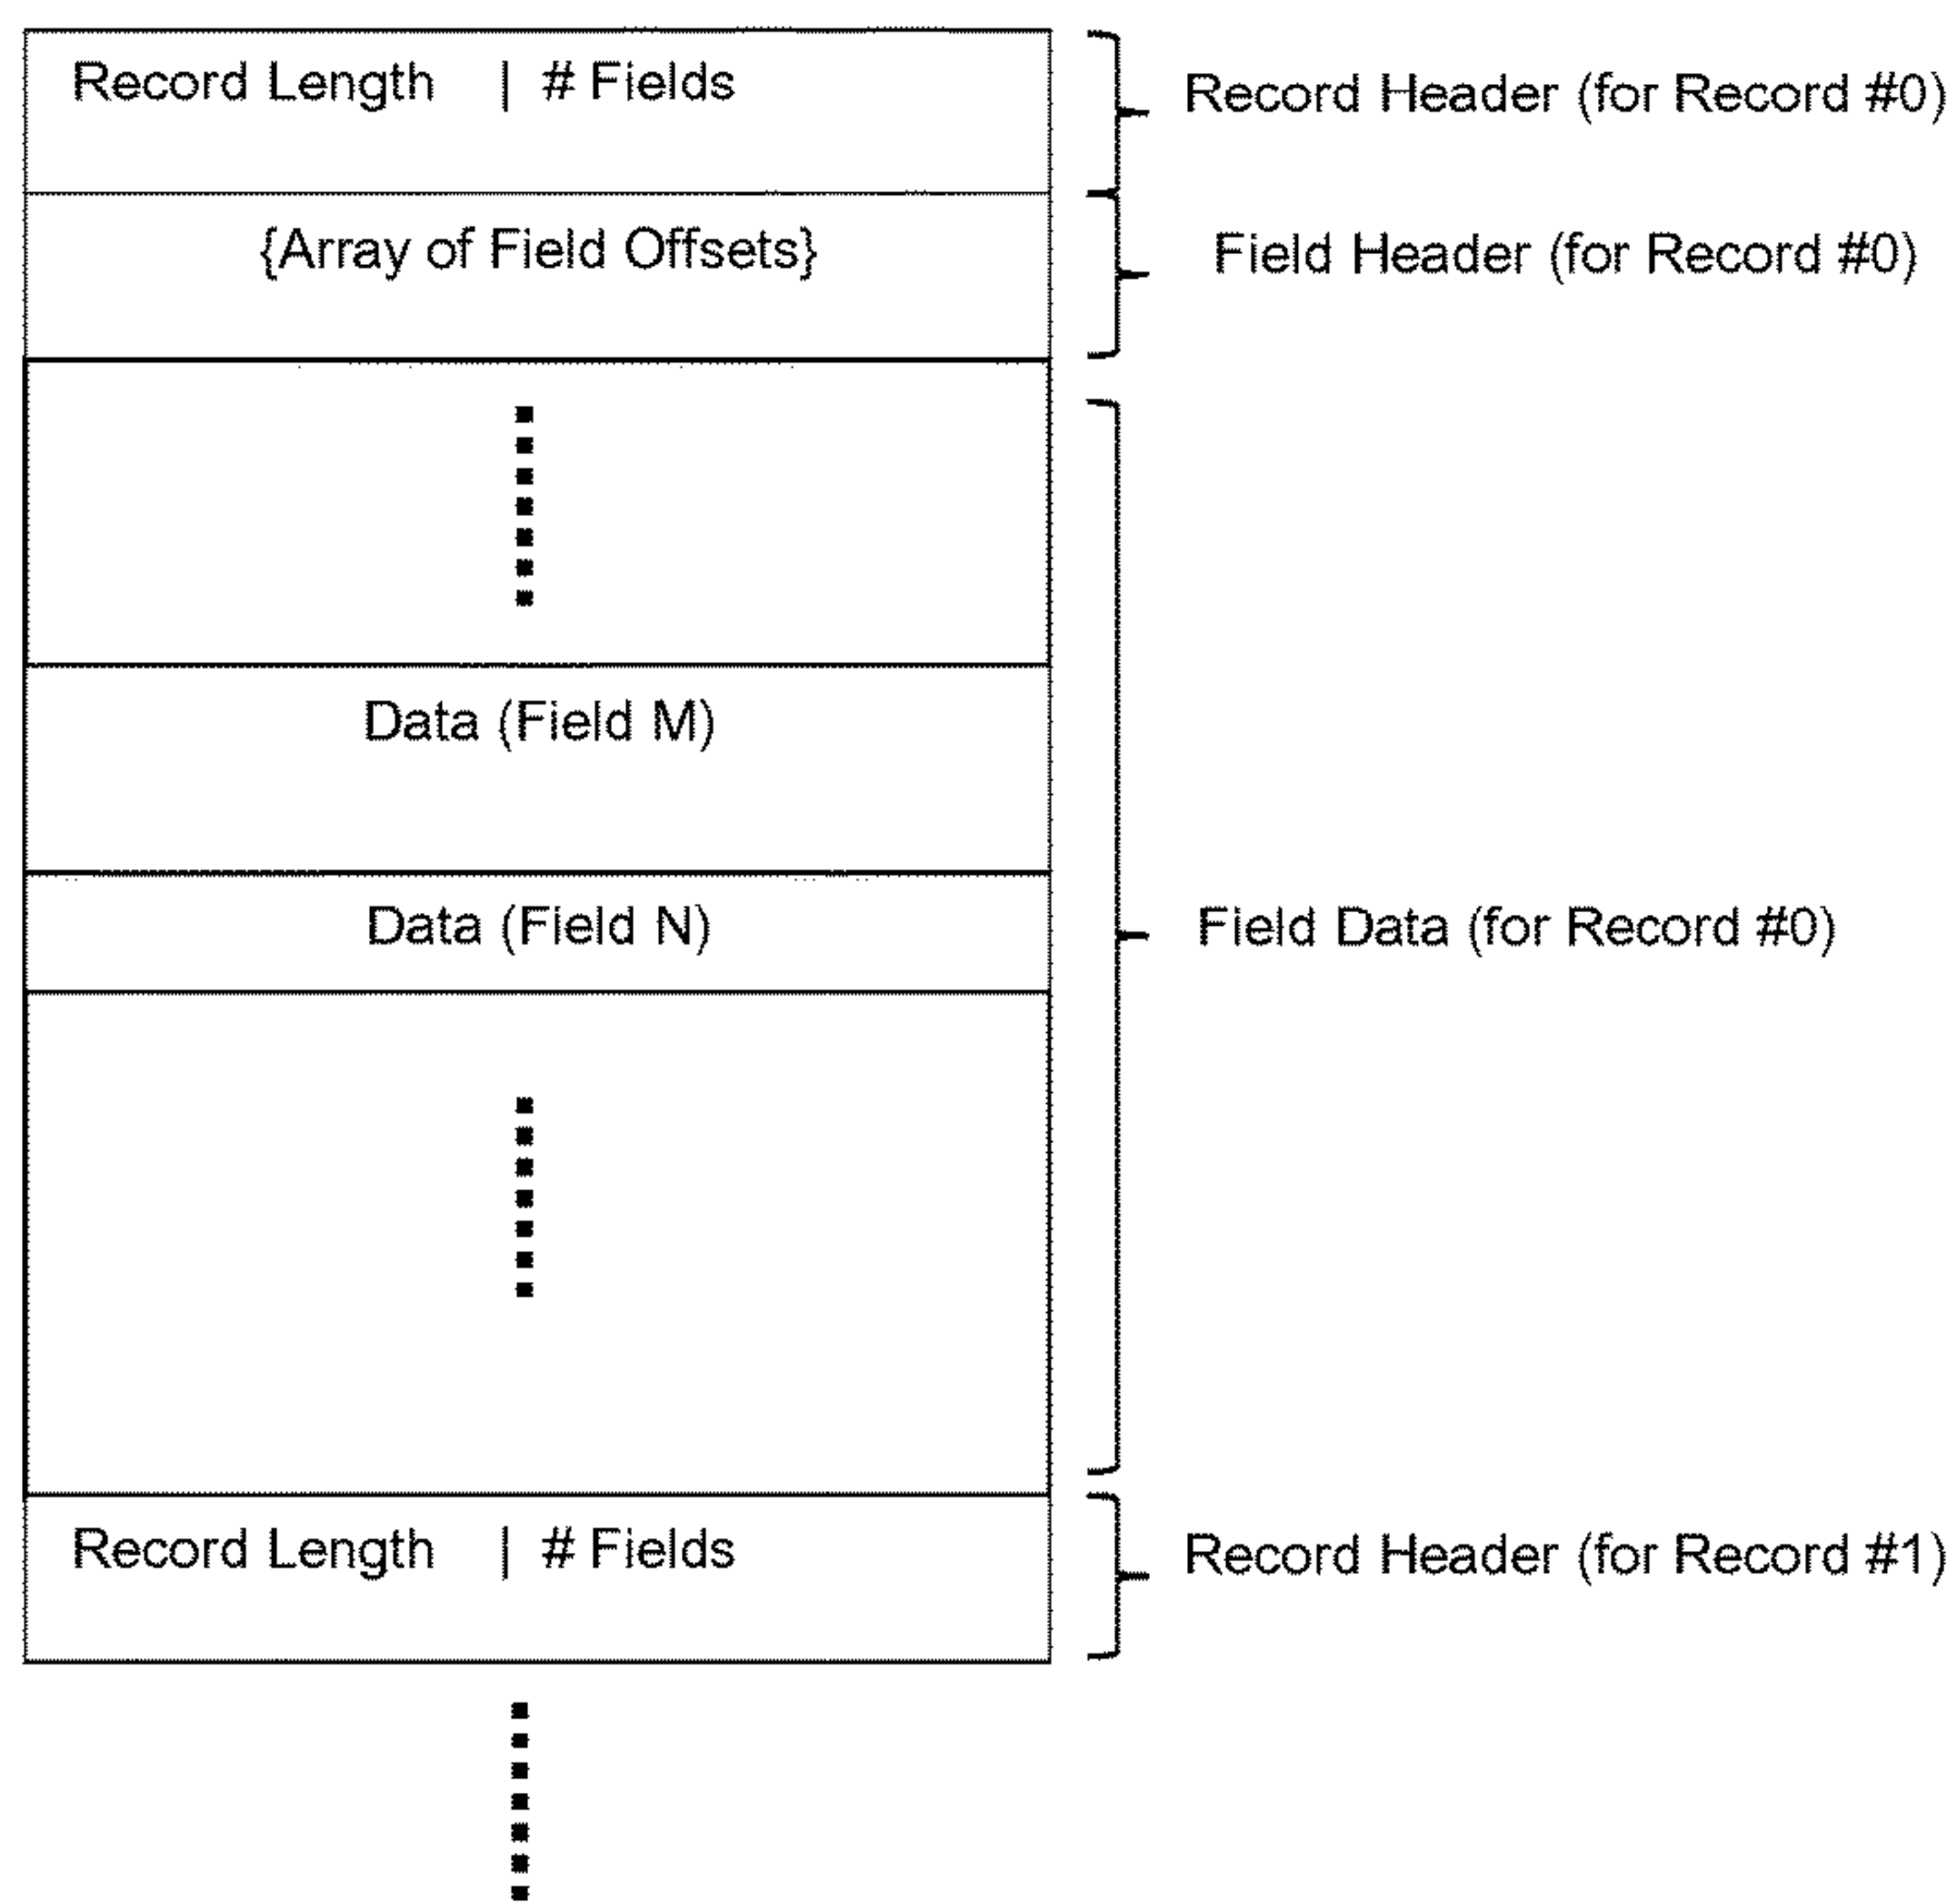 Record Length | # Fields
Record Header (for Record #0)
{Array of Field Offsets}
Field Header (for Record #0)
Data (Field M)
Data (Field N)
Field Data (for Record #0)
Record Length | # Fields
Record Header (for Record #1)